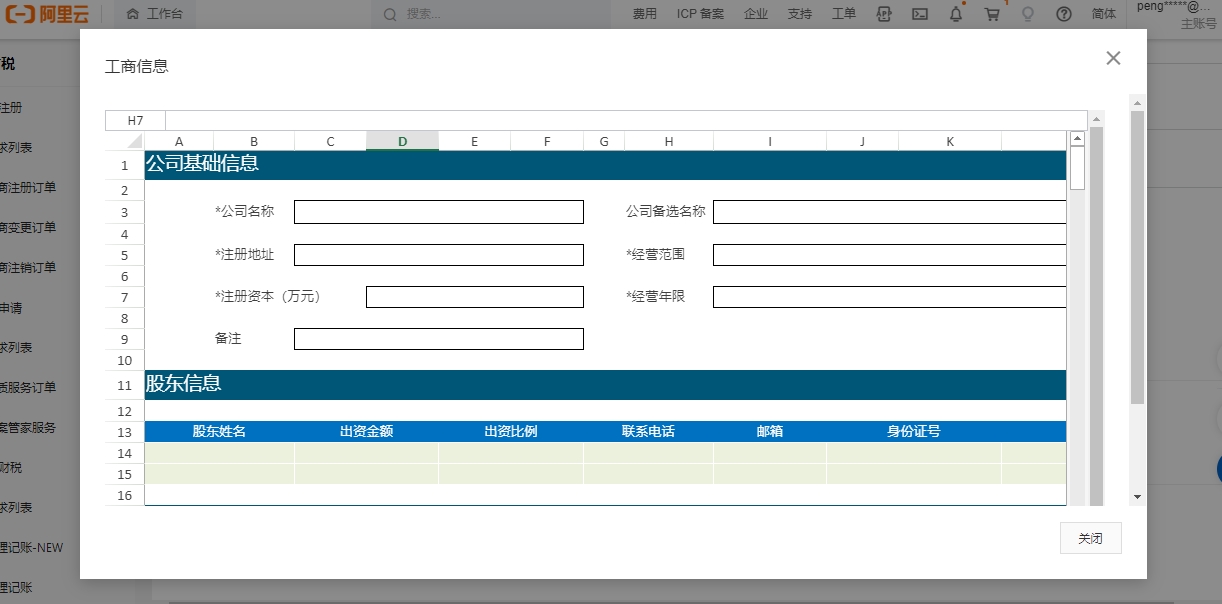 阿里云 工作台 搜索... 费用 ICP 备案 企业 支持 工单 简体 peng*****@...
主账号
税
注册
求列表
商注册订单
商变更订单
商注销订单
申请
求列表
质服务订单
案管家服务
财税
求列表
理记账-NEW
理记账
工商信息
H7
A B C D E F G H I J K
1 公司基础信息
2
3 *公司名称 公司备选名称
4
5 *注册地址 *经营范围
6
7 *注册资本（万元） *经营年限
8
9 备注
10
11 股东信息
12
13 股东姓名 出资金额 出资比例 联系电话 邮箱 身份证号
14
15
16
关闭